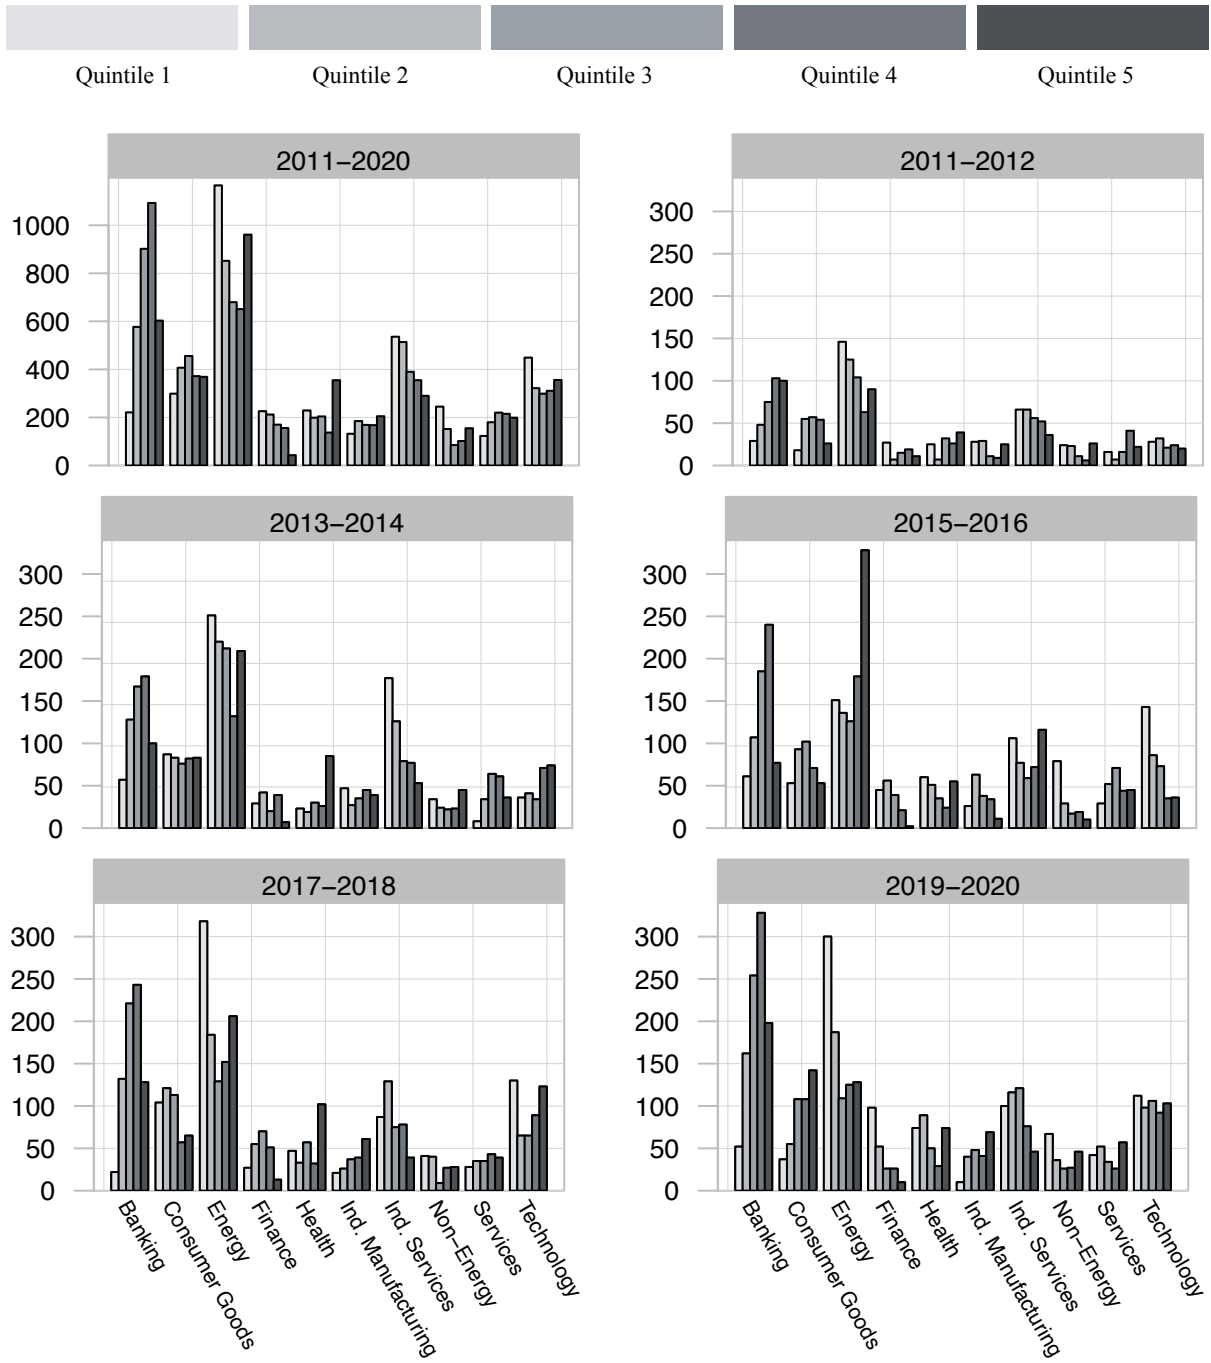 Quintile 1 Quintile 2 Quintile 3 Quintile 4 Quintile 5
2011−2020
1000
800
600
400
200
0
2011−2012
300
250
200
150
100
50
0
2013−2014
300
250
200
150
100
50
0
2015−2016
300
250
200
150
100
50
0
2017−2018
300
250
200
150
100
50
0
Banking
Consumer Goods
Energy
Finance
Health
Ind. Manufacturing
Ind. Services
Non−Energy
Services
Technology
2019−2020
300
250
200
150
100
50
0
Banking
Consumer Goods
Energy
Finance
Health
Ind. Manufacturing
Ind. Services
Non−Energy
Services
Technology